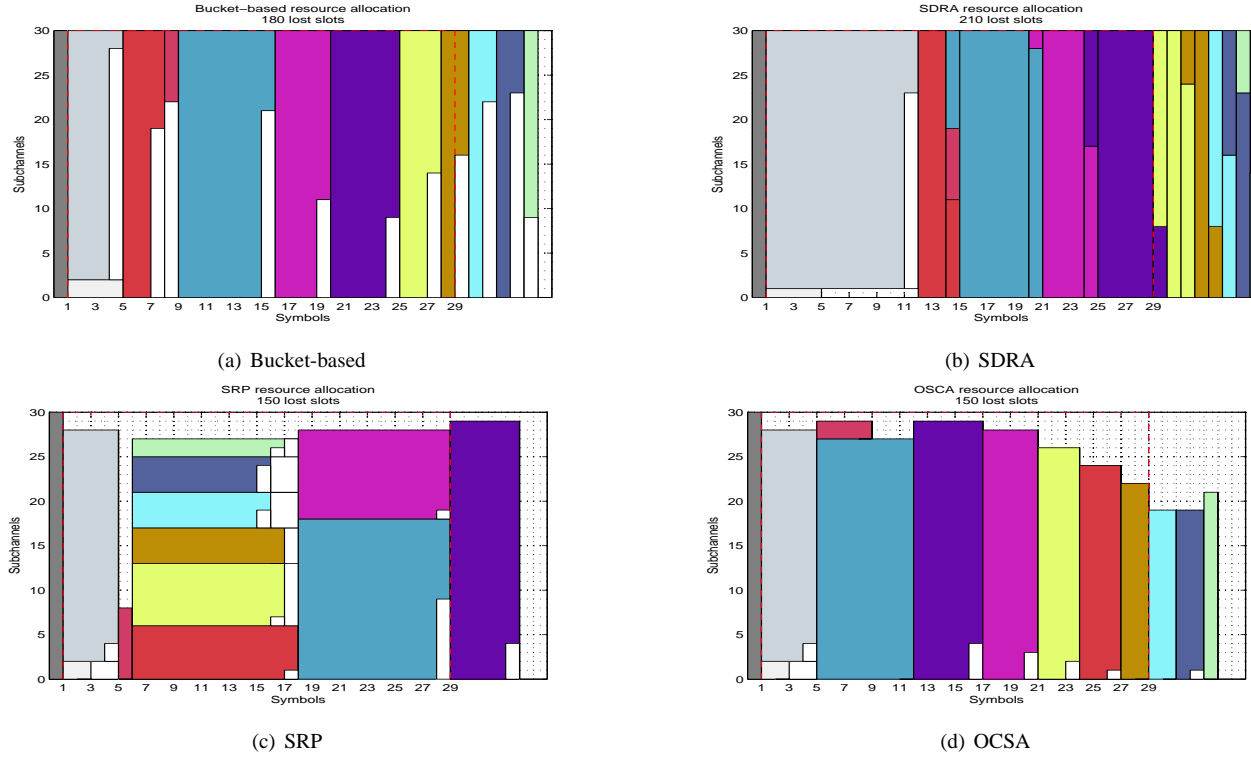 Bucket-based resource allocation
180 lost slots
30
25
20
15
10
5
0
Subchannels
3 5 7 9 11 13 15 17 19 21 23 25 27 29
Symbols
(a) Bucket-based
SDRA resource allocation
210 lost slots
30
25
20
15
10
5
0
Subchannels
1 3 5 7 9 11 13 15 17 19 21 23 25 27 29
Symbols
(b) SDRA
SRP resource allocation
150 lost slots
30
25
20
15
10
5
0
Subchannels
1 3 5 7 9 11 13 15 17 19 21 23 25 27 29
Symbols
(c) SRP
OSCA resource allocation
150 lost slots
30
25
20
15
10
5
0
Subchannels
1 3 5 7 9 11 13 15 17 19 21 23 25 27 29
Symbols
(d) OCSA